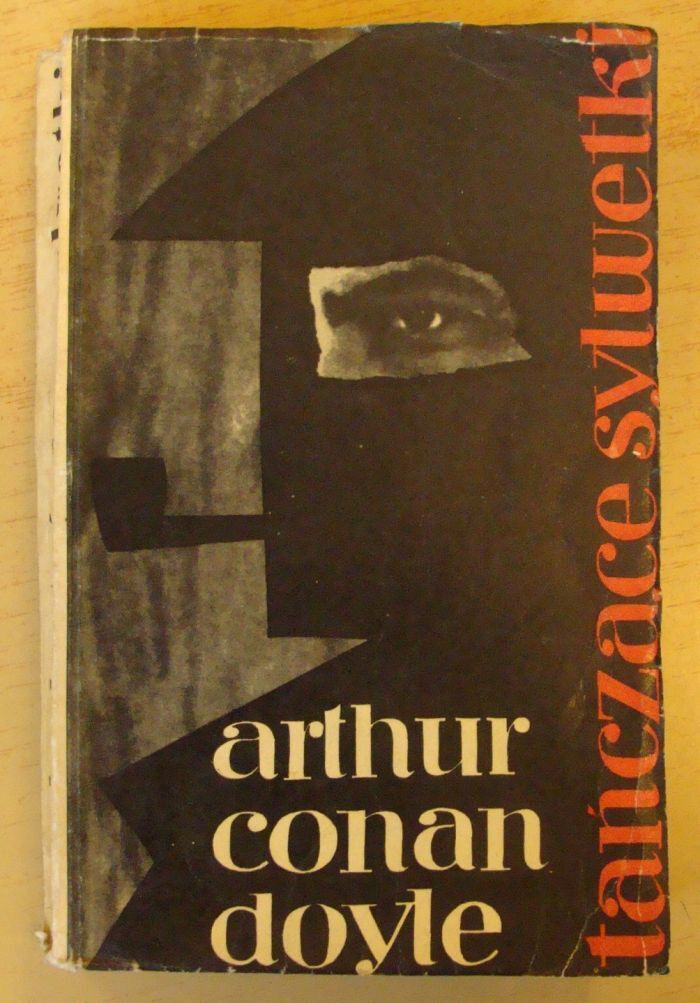 tańczące sylwetki
arthur
conan
doyle